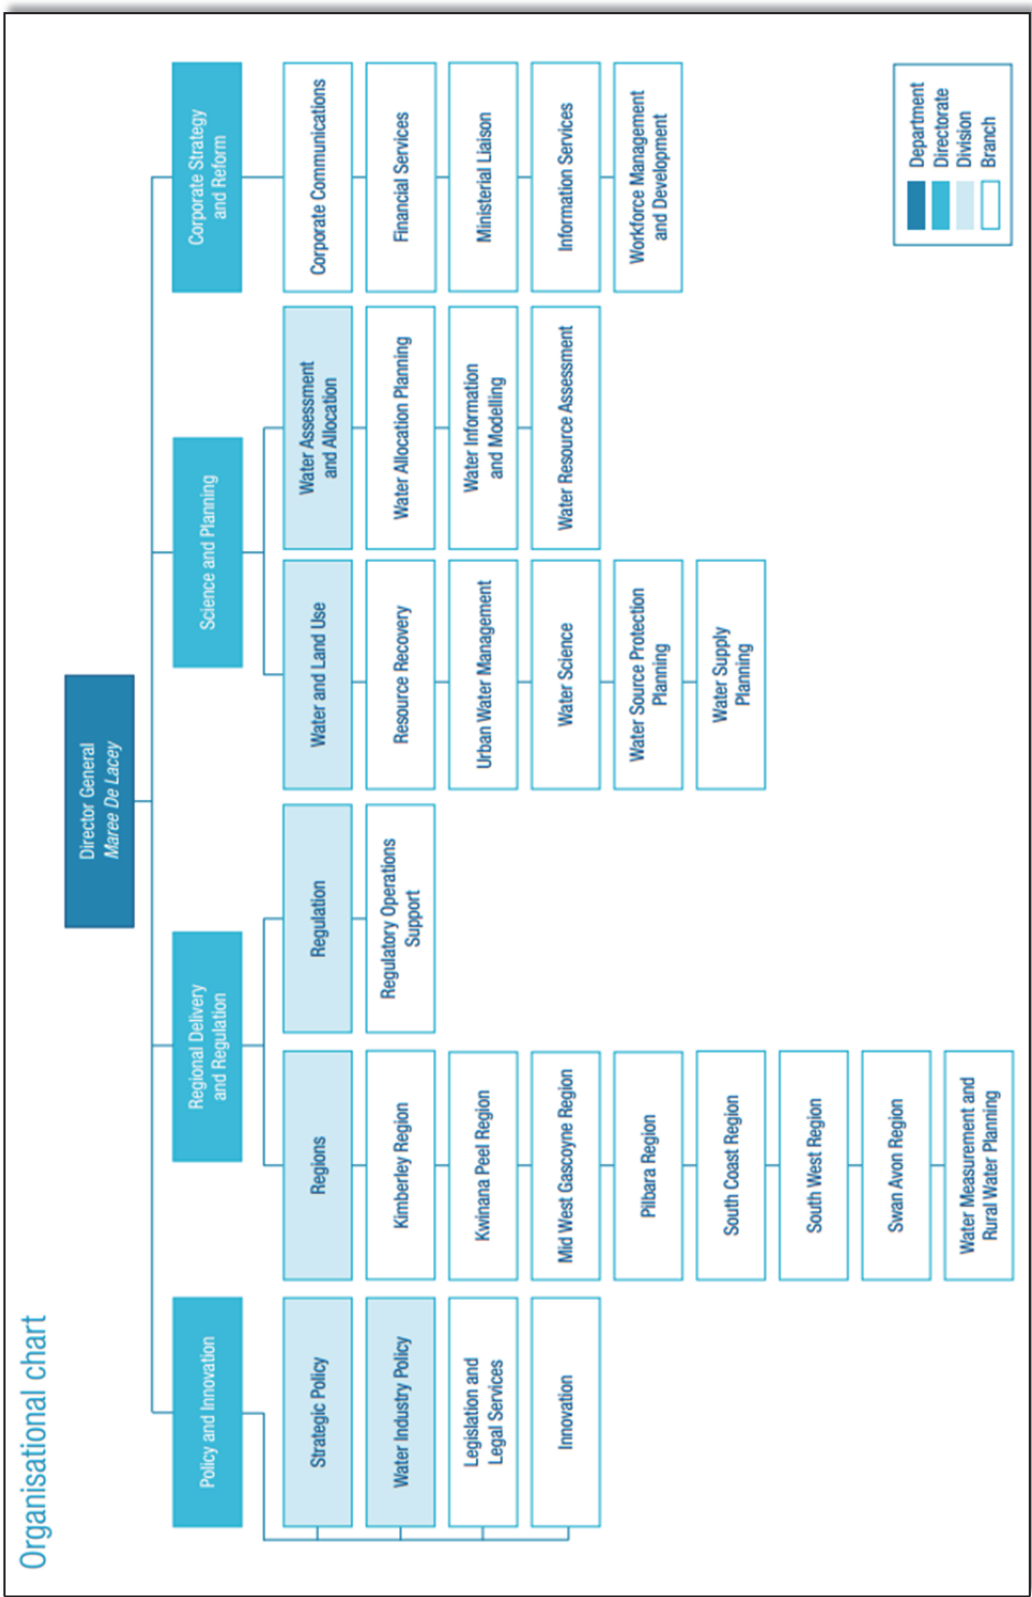 Organisational chart
Director General
Maree De Lacey
Policy and Innovation
Strategic Policy
Water Industry Policy
Legislation and
Legal Services
Innovation
Regional Delivery
and Regulation
Regions
Kimberley Region
Kwinana Peel Region
Mid West Gascoyne Region
Pilbara Region
South Coast Region
South West Region
Swan Avon Region
Water Measurement and
Rural Water Planning
Regulation
Regulatory Operations
Support
Science and Planning
Water and Land Use
Resource Recovery
Urban Water Management
Water Science
Water Source Protection
Planning
Water Supply
Planning
Water Assessment
and Allocation
Water Allocation Planning
Water Information
and Modelling
Water Resource Assessment
Corporate Strategy
and Reform
Corporate Communications
Financial Services
Ministerial Liaison
Information Services
Workforce Management
and Development
Department
Directorate
Division
Branch